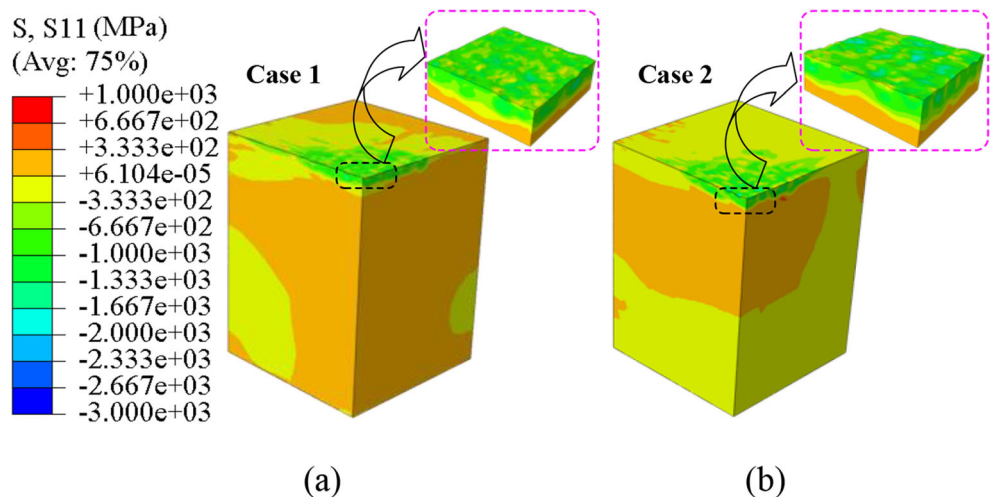 S, S11 (MPa)
(Avg: 75%)
+1.000e+03
+6.667e+02
+3.333e+02
+6.104e-05
-3.333e+02
-6.667e+02
-1.000e+03
-1.333e+03
-1.667e+03
-2.000e+03
-2.333e+03
-2.667e+03
-3.000e+03
Case 1
Case 2
(a)
(b)